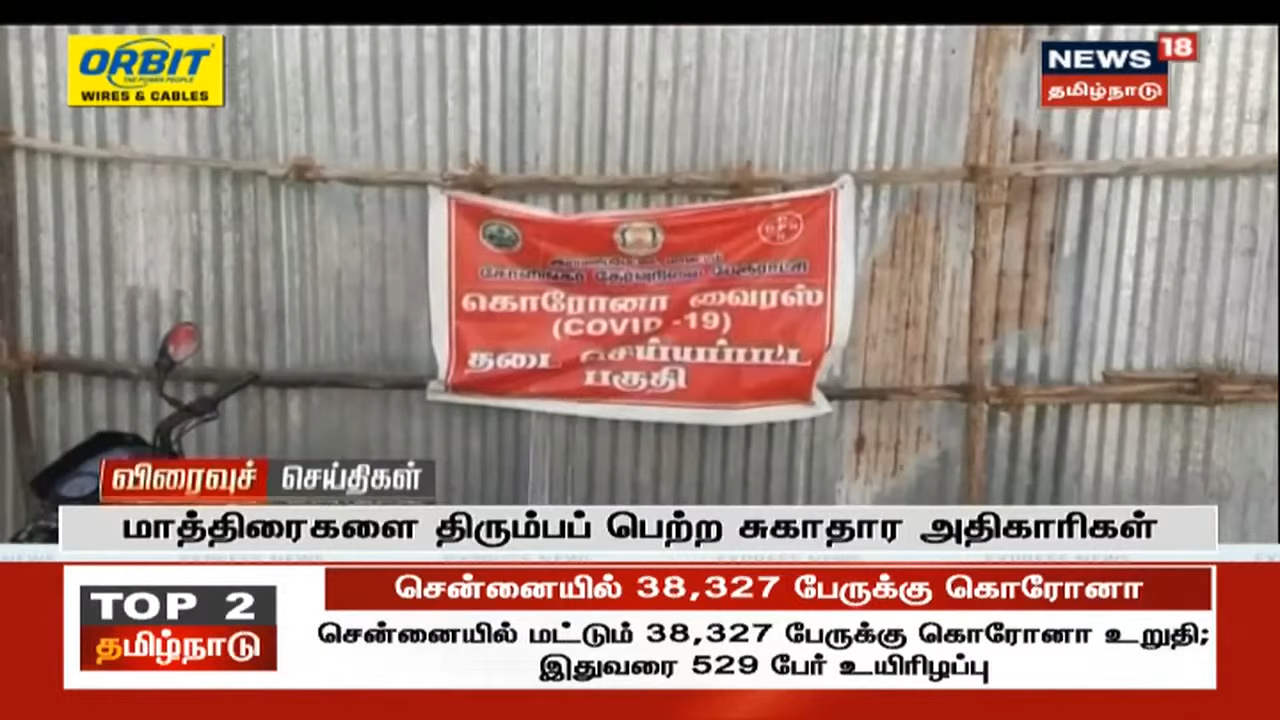 ORBIT
THE POWER PEOPLE
WIRES & CABLES
NEWS 18
தமிழ்நாடு
சோளிங்கர் தேர்வுநிலை பேரூராட்சி
கொரோனா வைரஸ்
(COVID -19)
தடை செய்யப்பட்ட
பகுதி
விரைவுச் செய்திகள்
மாத்திரைகளை திரும்பப் பெற்ற சுகாதார அதிகாரிகள்
TOP 2
தமிழ்நாடு
சென்னையில் 38,327 பேருக்கு கொரோனா
சென்னையில் மட்டும் 38,327 பேருக்கு கொரோனா உறுதி;
இதுவரை 529 பேர் உயிரிழப்பு